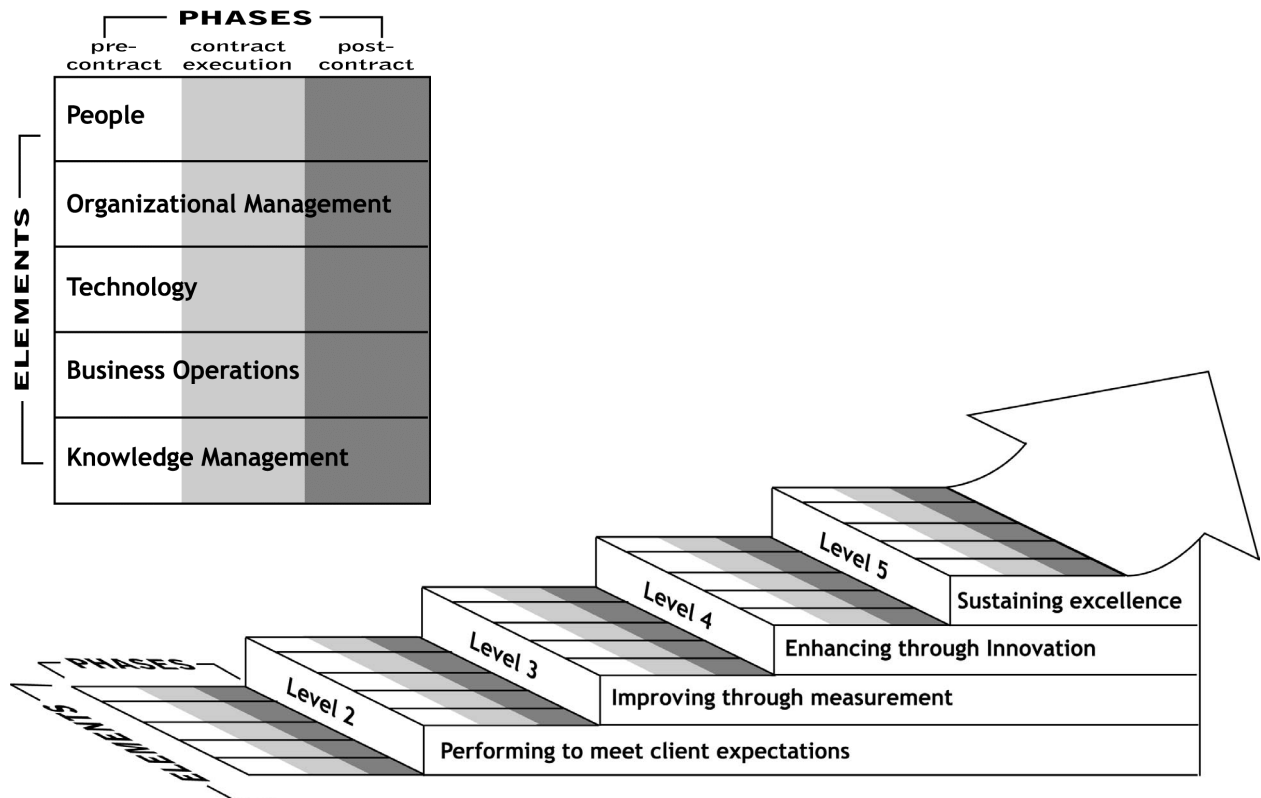 PHASES
pre-
contract
contract
execution
post-
contract
ELEMENTS
People
Organizational Management
Technology
Business Operations
Knowledge Management
Level 5
Sustaining excellence
Level 4
Enhancing through Innovation
Level 3
Improving through measurement
PHASES
ELEMENTS
Level 2
Performing to meet client expectations